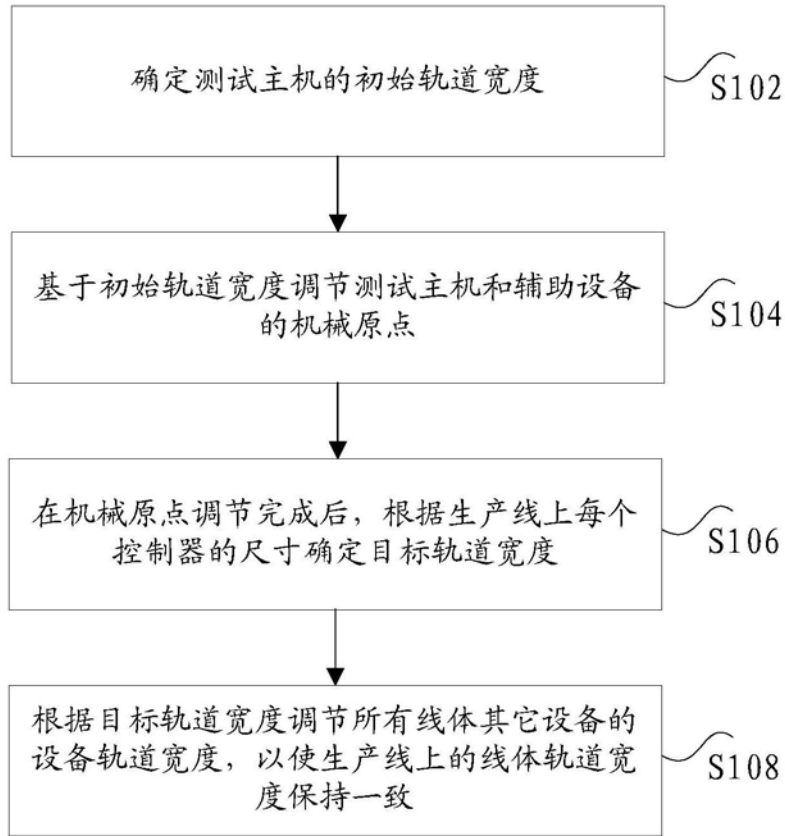 确定测试主机的初始轨道宽度
S102
基于初始轨道宽度调节测试主机和辅助设备
的机械原点
S104
在机械原点调节完成后，根据生产线上每个
控制器的尺寸确定目标轨道宽度
S106
根据目标轨道宽度调节所有线体其它设备的
设备轨道宽度，以使生产线上的线体轨道宽
度保持一致
S108